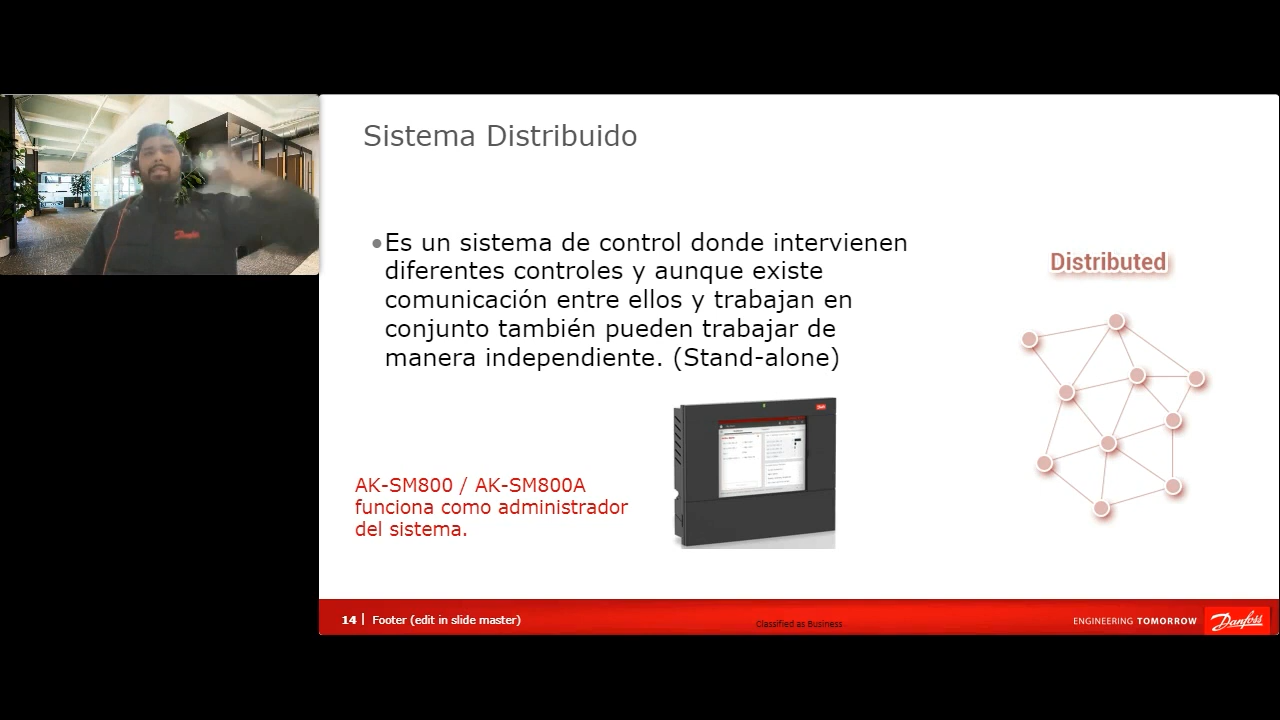 Sistema Distribuido
•Es un sistema de control donde intervienen
diferentes controles y aunque existe
comunicación entre ellos y trabajan en
conjunto también pueden trabajar de
manera independiente. (Stand-alone)
Distributed
AK-SM800 / AK-SM800A
funciona como administrador
del sistema.
14 | Footer (edit in slide master)
Classified as Business
ENGINEERING TOMORROW
Danfoss
Danfoss